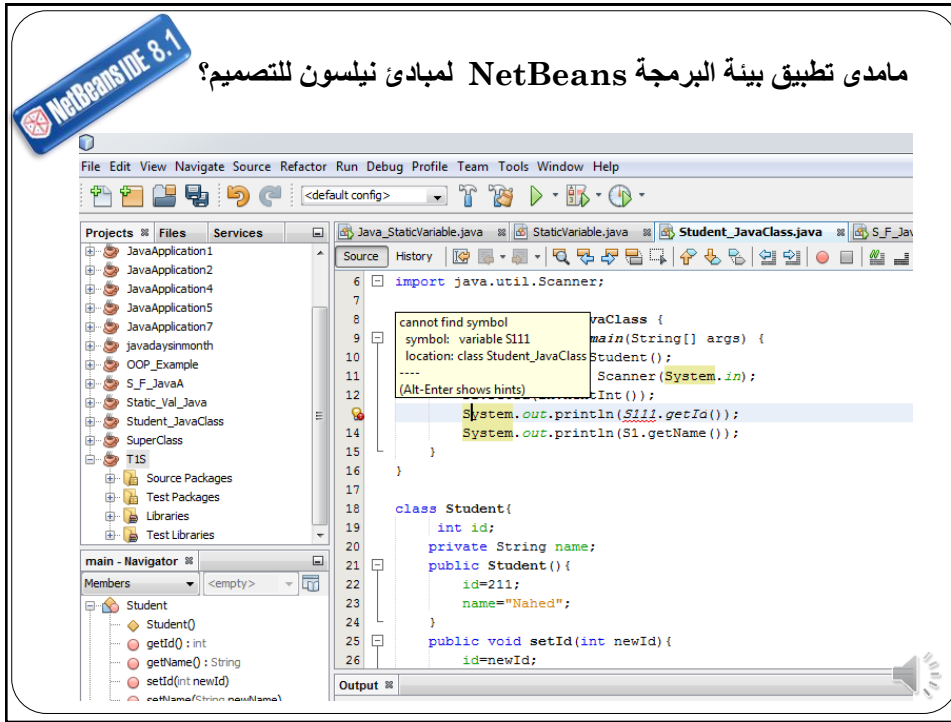 NetBeans IDE 8.1
مامدى تطبيق بيئة البرمجة NetBeans لمبادئ نيلسون للتصميم؟
File Edit View Navigate Source Refactor Run Debug Profile Team Tools Window Help
<default config>
Projects Files Services
JavaApplication1
JavaApplication2
JavaApplication4
JavaApplication5
JavaApplication7
javadaysinmonth
OOP_Example
S_F_JavaA
Static_Val_Java
Student_JavaClass
SuperClass
T1S
Source Packages
Test Packages
Libraries
Test Libraries
main - Navigator
Members <empty>
Student
Student()
getId() : int
getName() : String
setId(int newId)
setName(String newName)
Java_StaticVariable.java StaticVariable.java Student_JavaClass.java S_F_Jav
Source History
6 import java.util.Scanner;
7
8 vaClass {
9 main(String[] args) {
10 Student();
11 Scanner(System.in);
12 Int());
System.out.println(S111.getId());
14 System.out.println(S1.getName());
15 }
16 }
17
18 class Student{
19 int id;
20 private String name;
21 public Student(){
22 id=211;
23 name="Nahed";
24 }
25 public void setId(int newId){
26 id=newId;
cannot find symbol
symbol: variable S111
location: class Student_JavaClass
----
(Alt-Enter shows hints)
Output